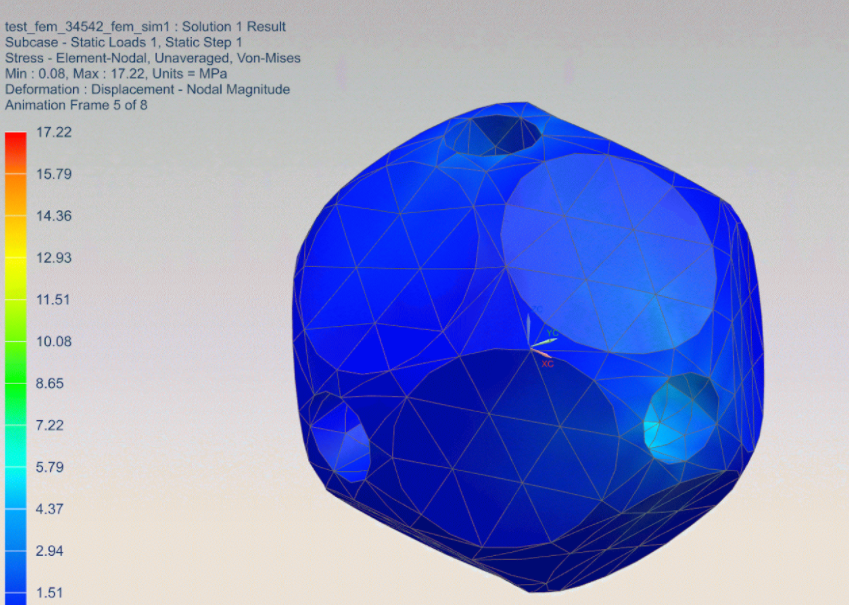 test_fem_34542_fem_sim1 : Solution 1 Result
Subcase - Static Loads 1, Static Step 1
Stress - Element-Nodal, Unaveraged, Von-Mises
Min : 0.08, Max : 17.22, Units = MPa
Deformation : Displacement - Nodal Magnitude
Animation Frame 5 of 8
17.22
15.79
14.36
12.93
11.51
10.08
8.65
7.22
5.79
4.37
2.94
1.51
YC
XC